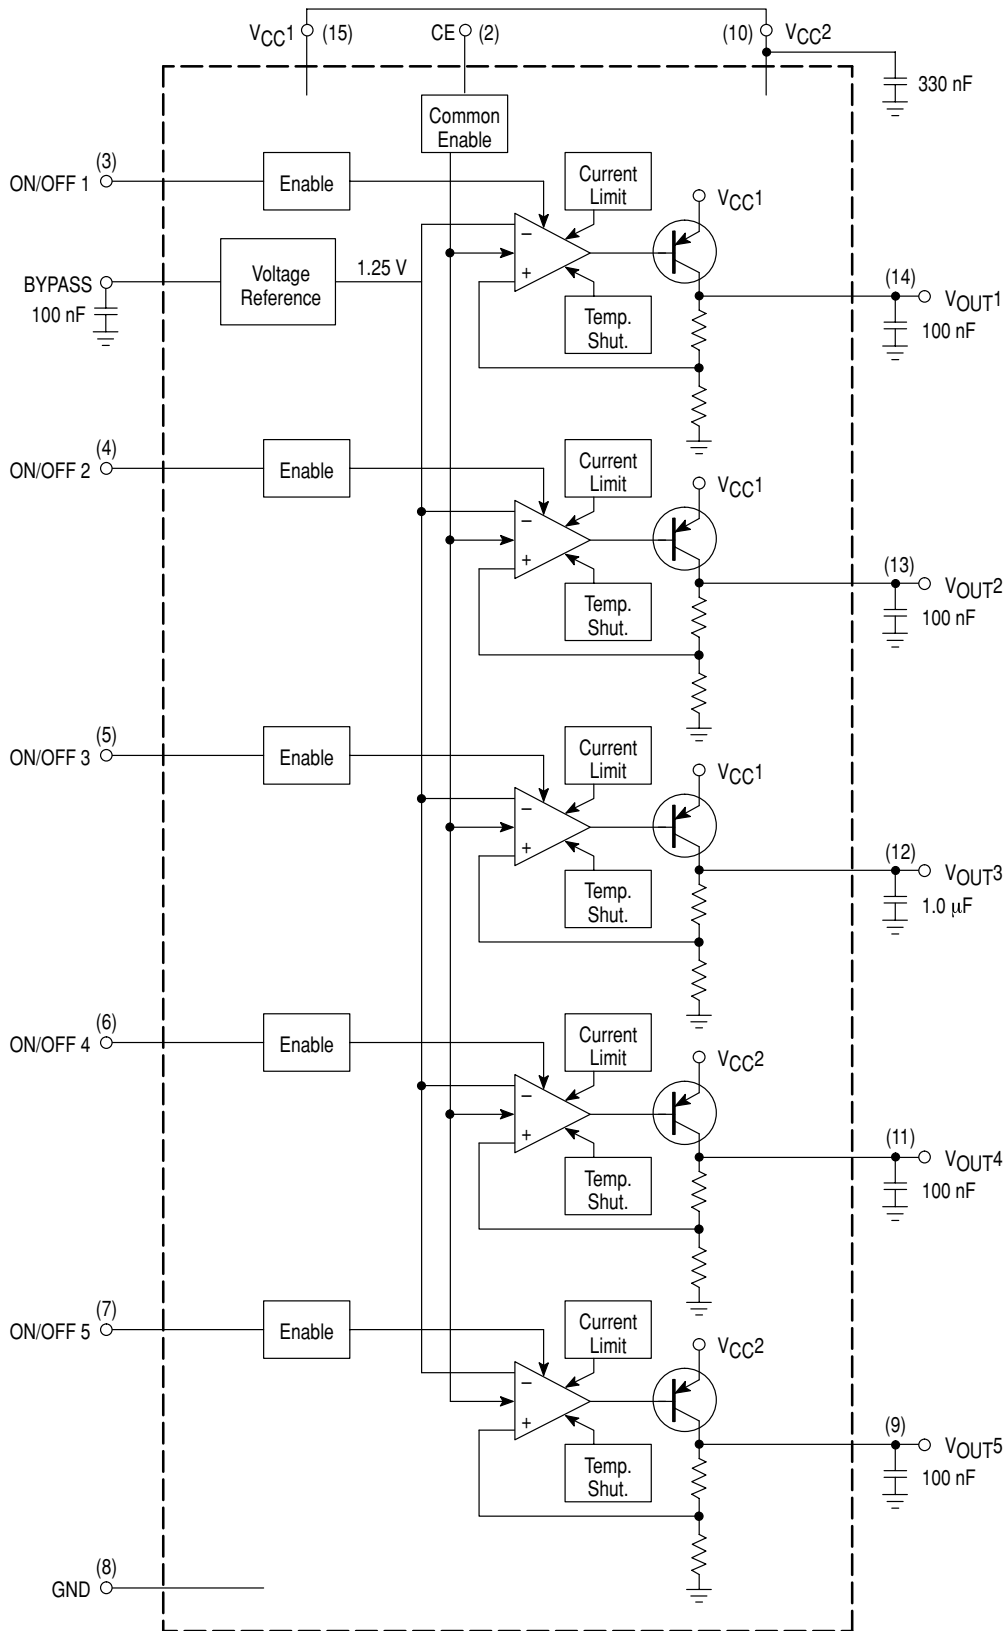 VCC1 (15) CE (2) (10) VCC2
330 nF
Common
Enable
(3)
ON/OFF 1
Enable
Current
Limit
VCC1
−
+
BYPASS
100 nF
Voltage
Reference
1.25 V
Temp.
Shut.
(14)
VOUT1
100 nF
(4)
ON/OFF 2
Enable
Current
Limit
VCC1
−
+
Temp.
Shut.
(13)
VOUT2
100 nF
(5)
ON/OFF 3
Enable
Current
Limit
VCC1
−
+
Temp.
Shut.
(12)
VOUT3
1.0 µF
(6)
ON/OFF 4
Enable
Current
Limit
VCC2
−
+
Temp.
Shut.
(11)
VOUT4
100 nF
(7)
ON/OFF 5
Enable
Current
Limit
VCC2
−
+
Temp.
Shut.
(9)
VOUT5
100 nF
(8)
GND